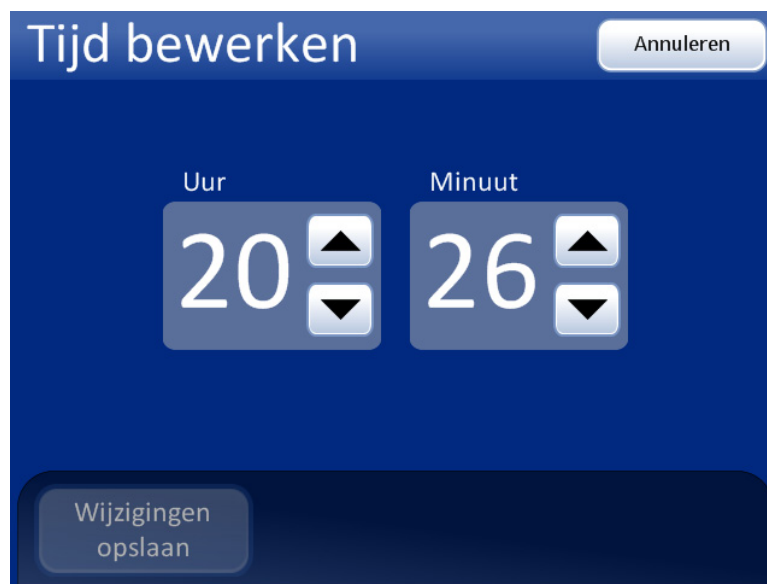 Tijd bewerken
Annuleren
Uur
Minuut
20
26
Wijzigingen
opslaan